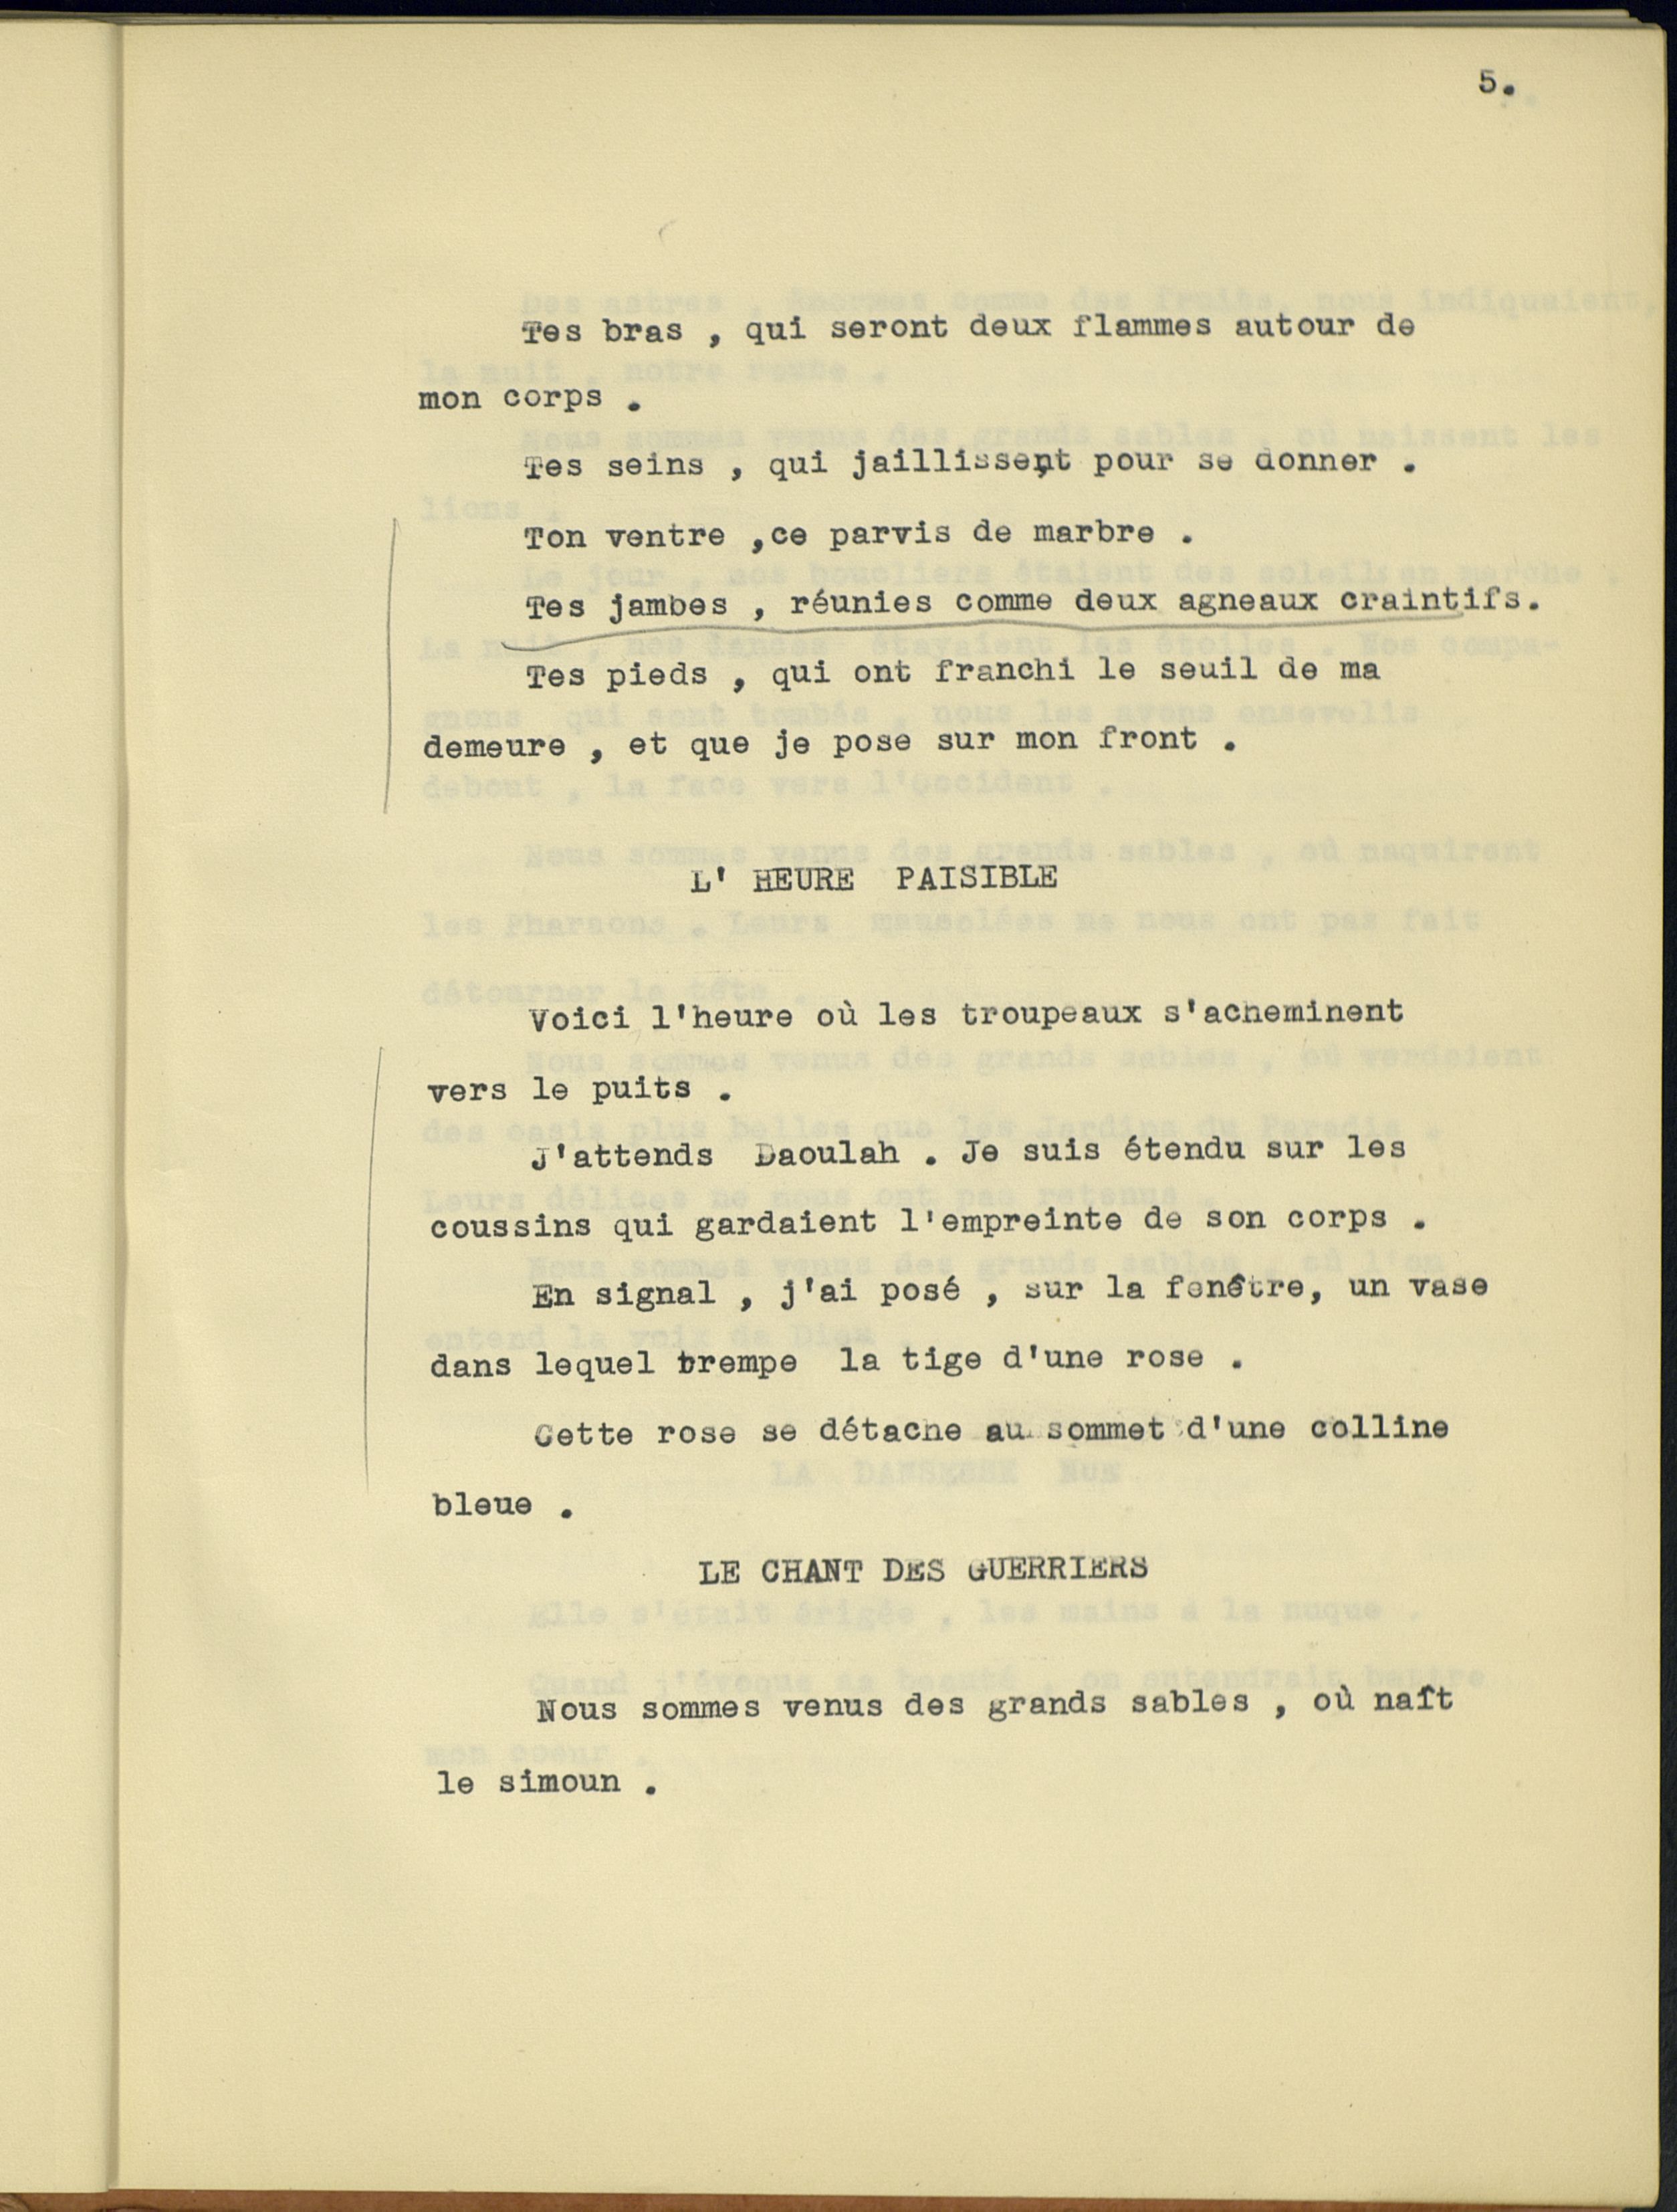 5.
Tes bras , qui seront deux flammes autour de
mon corps .
Tes seins , qui jaillissent pour se donner .
Ton ventre ,ce parvis de marbre .
Tes jambes , réunies comme deux agneaux craintifs.
Tes pieds , qui ont franchi le seuil de ma
demeure , et que je pose sur mon front .
L' HEURE PAISIBLE
Voici l'heure où les troupeaux s'acheminent
vers le puits .
J'attends Daoulah . Je suis étendu sur les
coussins qui gardaient l'empreinte de son corps .
En signal , j'ai posé , sur la fenêtre, un vase
dans lequel trempe la tige d'une rose .
Cette rose se détache au sommet d'une colline
bleue .
LE CHANT DES GUERRIERS
Nous sommes venus des grands sables , où naît
le simoun .